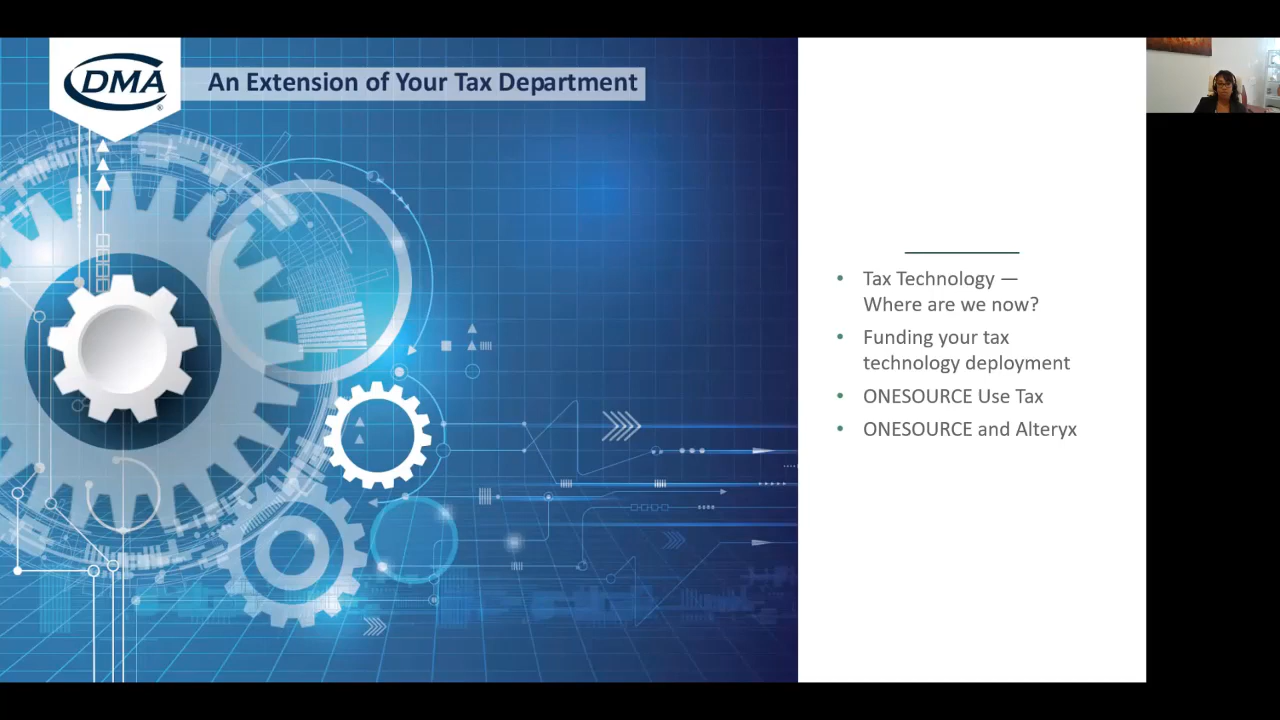 DMA
®
An Extension of Your Tax Department
• Tax Technology —
Where are we now?
• Funding your tax
technology deployment
• ONESOURCE Use Tax
• ONESOURCE and Alteryx